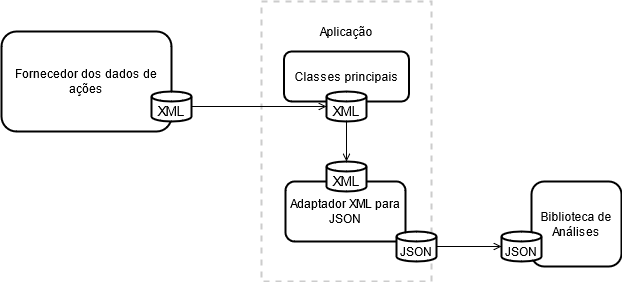 Aplicação
Fornecedor dos dados de
ações
XML
Classes principais
XML
XML
Adaptador XML para
JSON
JSON
Biblioteca de
Análises
JSON